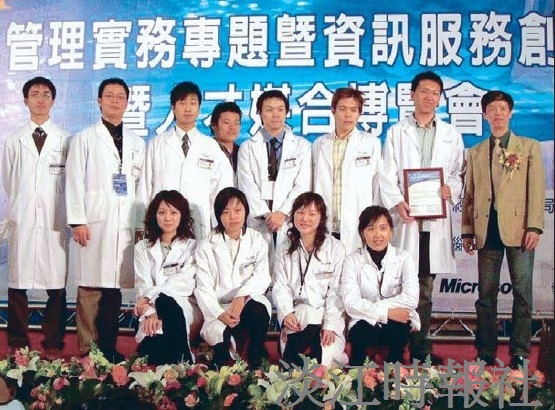 管理實務專題暨資訊服務創
暨人才媒合博覽會
司
Microso
淡江時報社